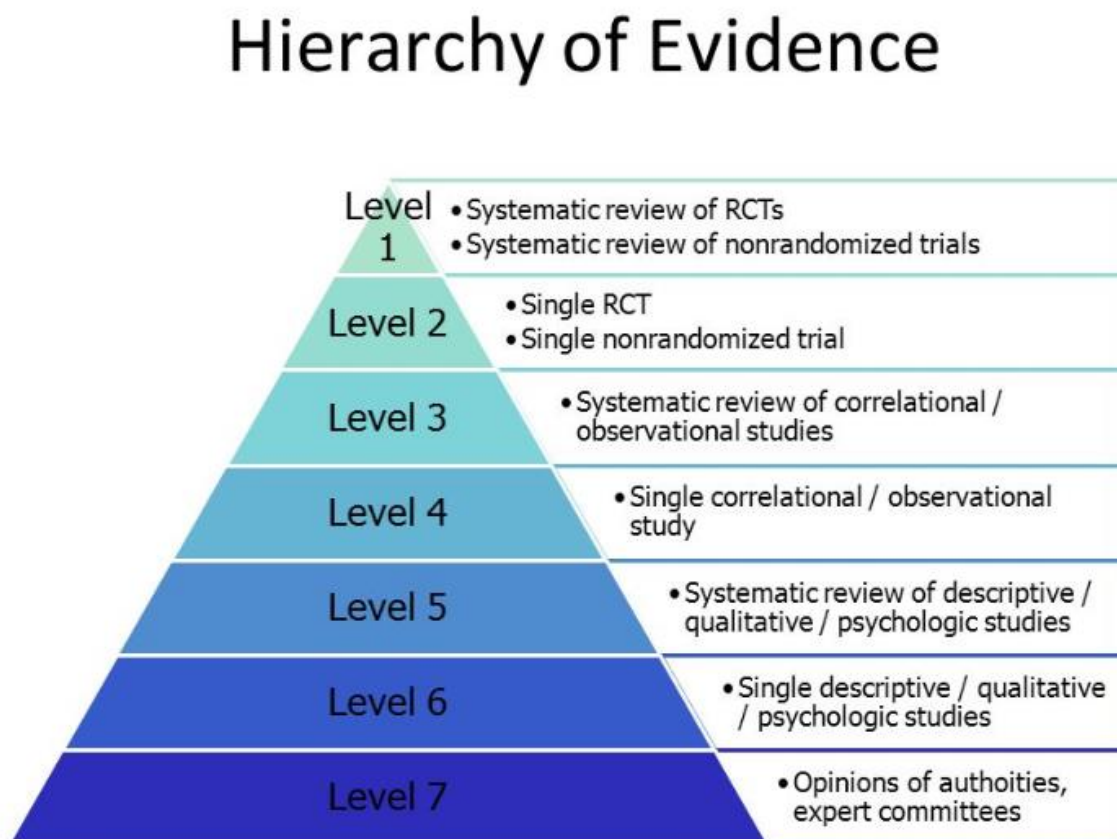 Hierarchy of Evidence
Level
1
• Systematic review of RCTs
• Systematic review of nonrandomized trials
Level 2
• Single RCT
• Single nonrandomized trial
Level 3
• Systematic review of correlational /
observational studies
Level 4
• Single correlational / observational
study
Level 5
• Systematic review of descriptive /
qualitative / psychologic studies
Level 6
• Single descriptive / qualitative
/ psychologic studies
Level 7
• Opinions of authoities,
expert committees